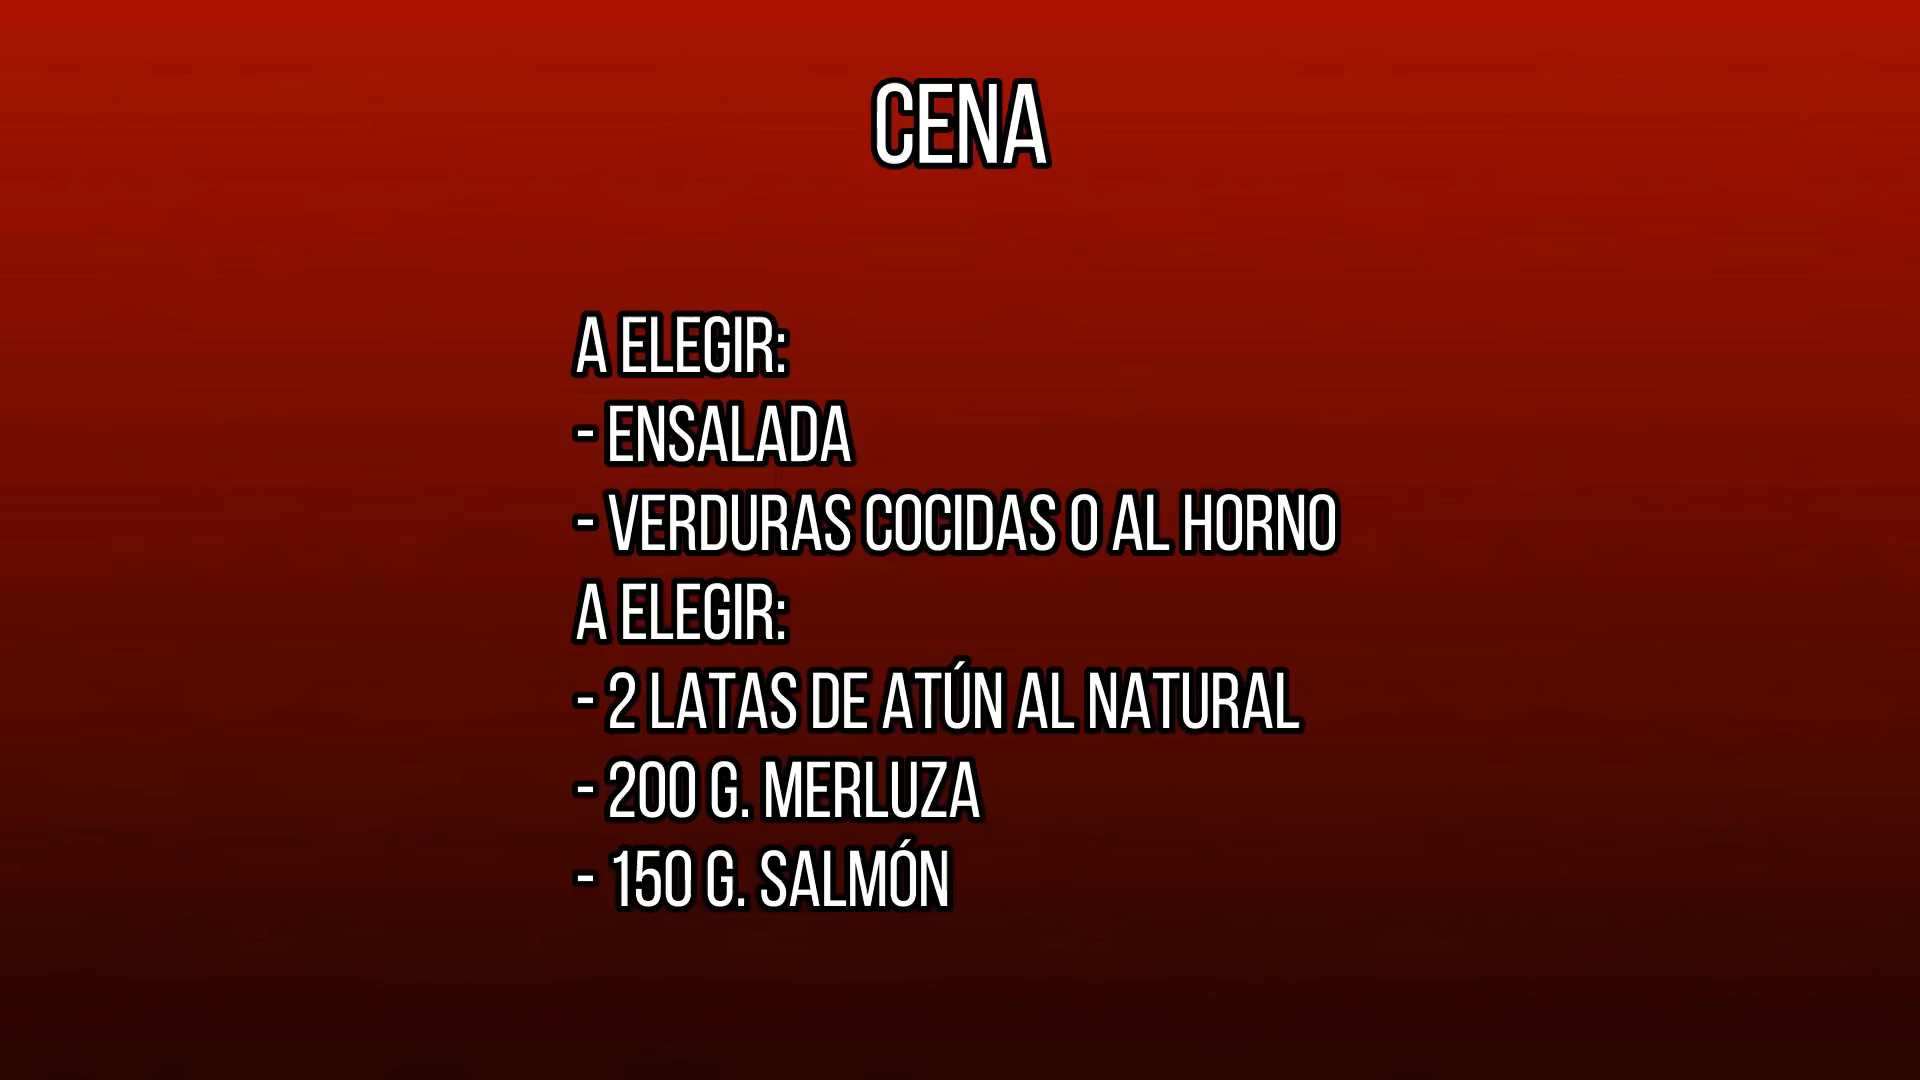 CENA
A ELEGIR:
- ENSALADA
- VERDURAS COCIDAS O AL HORNO
A ELEGIR:
- 2 LATAS DE ATÚN AL NATURAL
- 200 G. MERLUZA
- 150 G. SALMÓN